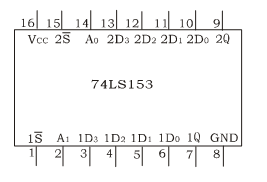 16 15 14 13 12 11 10 9
Vcc 2S̅ A0 2D3 2D2 2D1 2D0 2Q
74LS153
1S̅ A1 1D3 1D2 1D1 1D0 1Q GND
1 2 3 4 5 6 7 8